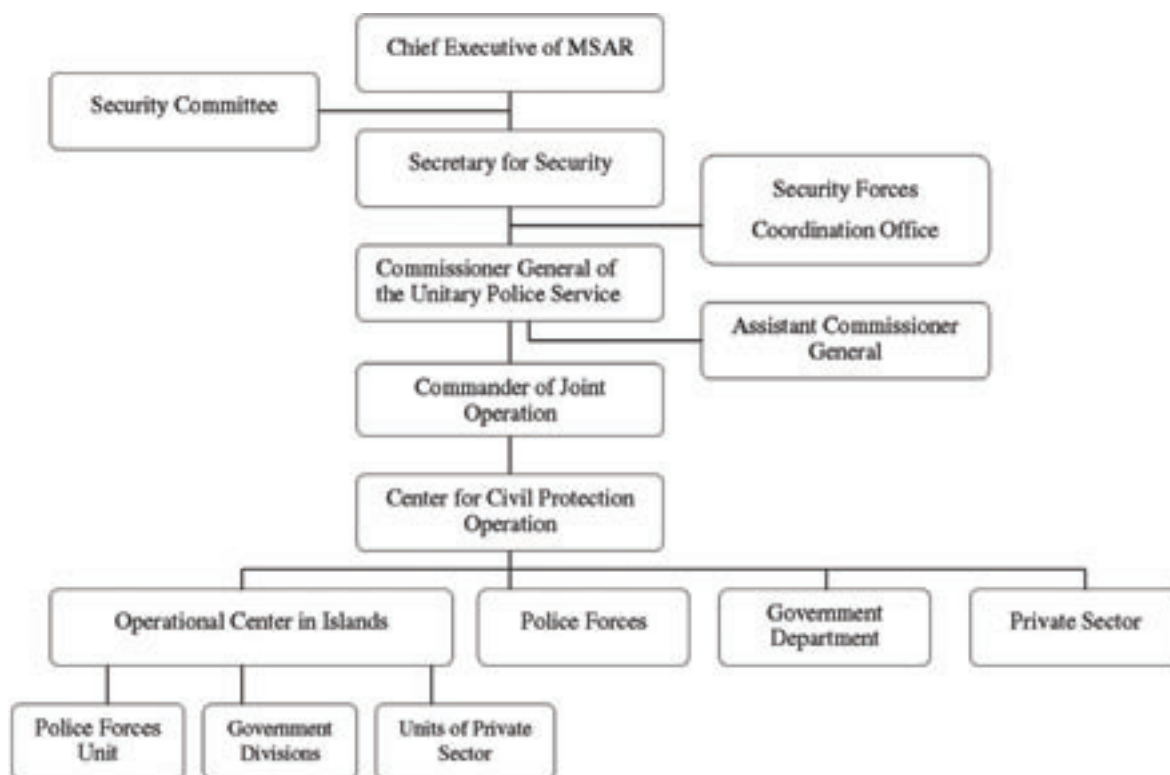 Chief Executive of MSAR
Security Committee
Secretary for Security
Security Forces
Coordination Office
Commissioner General of
the Unitary Police Service
Assistant Commissioner
General
Commander of Joint
Operation
Center for Civil Protection
Operation
Operational Center in Islands
Police Forces
Government
Department
Private Sector
Police Forces
Unit
Government
Divisions
Units of Private
Sector